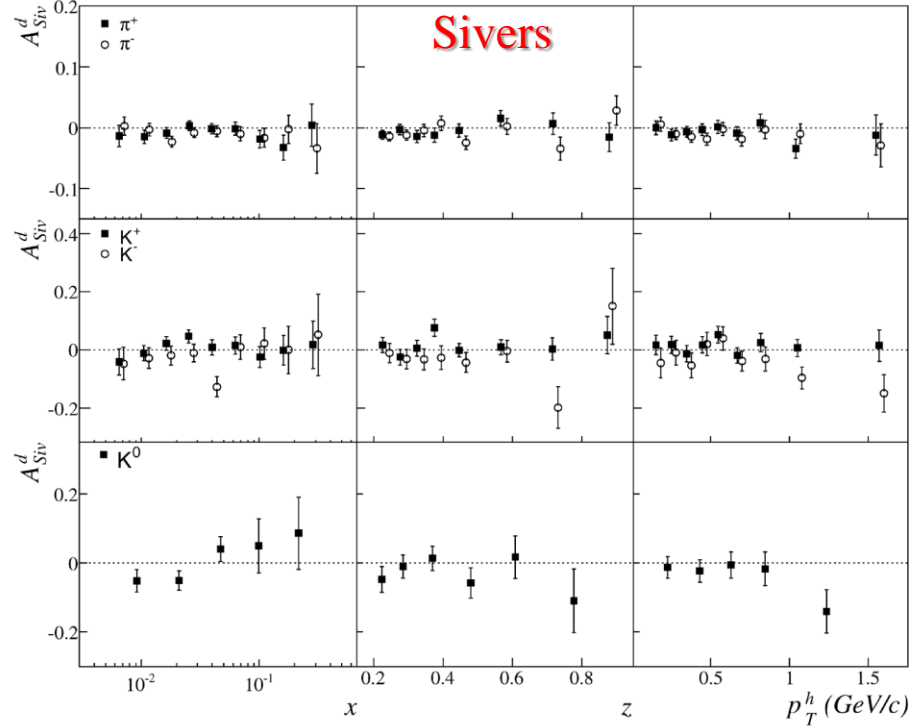 Sivers
A^d_Siv
0.2
0.1
0
-0.1
■ π⁺
○ π⁻
A^d_Siv
0.4
0.2
0
-0.2
■ K⁺
○ K⁻
A^d_Siv
0.2
0
-0.2
■ K⁰
10⁻² 10⁻¹ 0.2 0.4 0.6 0.8 0.5 1.0 1.5
x z p_T^h (GeV/c)